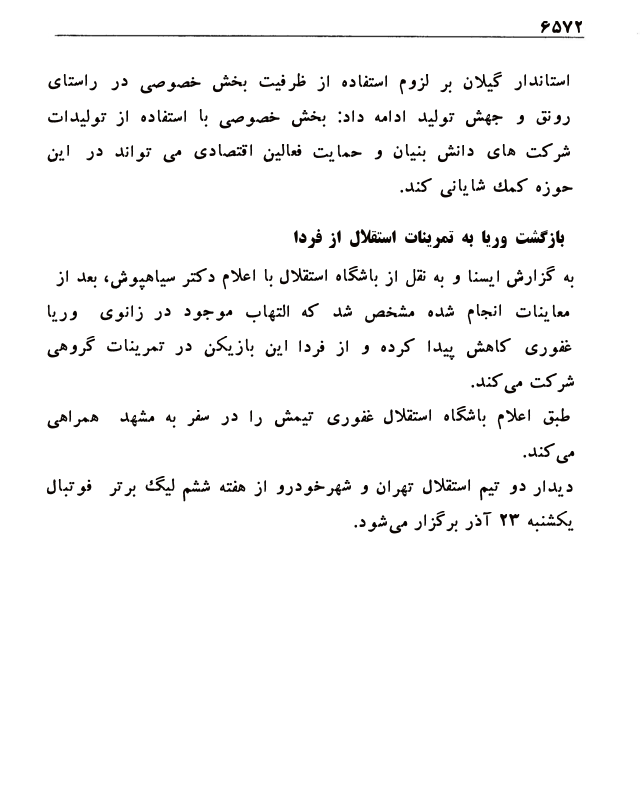 ۶۵۷۲
استاندار گیلان بر لزوم استفاده از ظرفیت بخش خصوصی در راستای
رونق و جهش تولید ادامه داد: بخش خصوصی با استفاده از تولیدات
شرکت های دانش بنیان و حمایت فعالین اقتصادی می تواند در این
حوزه کمک شایانی کند.
بازگشت وریا به تمرینات استقلال از فردا
به گزارش ایسنا و به نقل از باشگاه استقلال با اعلام دکتر سیاهپوش، بعد از
معاینات انجام شده مشخص شد که التهاب موجود در زانوی وریا
غفوری کاهش پیدا کرده و از فردا این بازیکن در تمرینات گروهی
شرکت می‌کند.
طبق اعلام باشگاه استقلال غفوری تیمش را در سفر به مشهد همراهی
می‌کند.
دیدار دو تیم استقلال تهران و شهرخودرو از هفته ششم لیگ برتر فوتبال
یکشنبه ۲۳ آذر برگزار می‌شود.